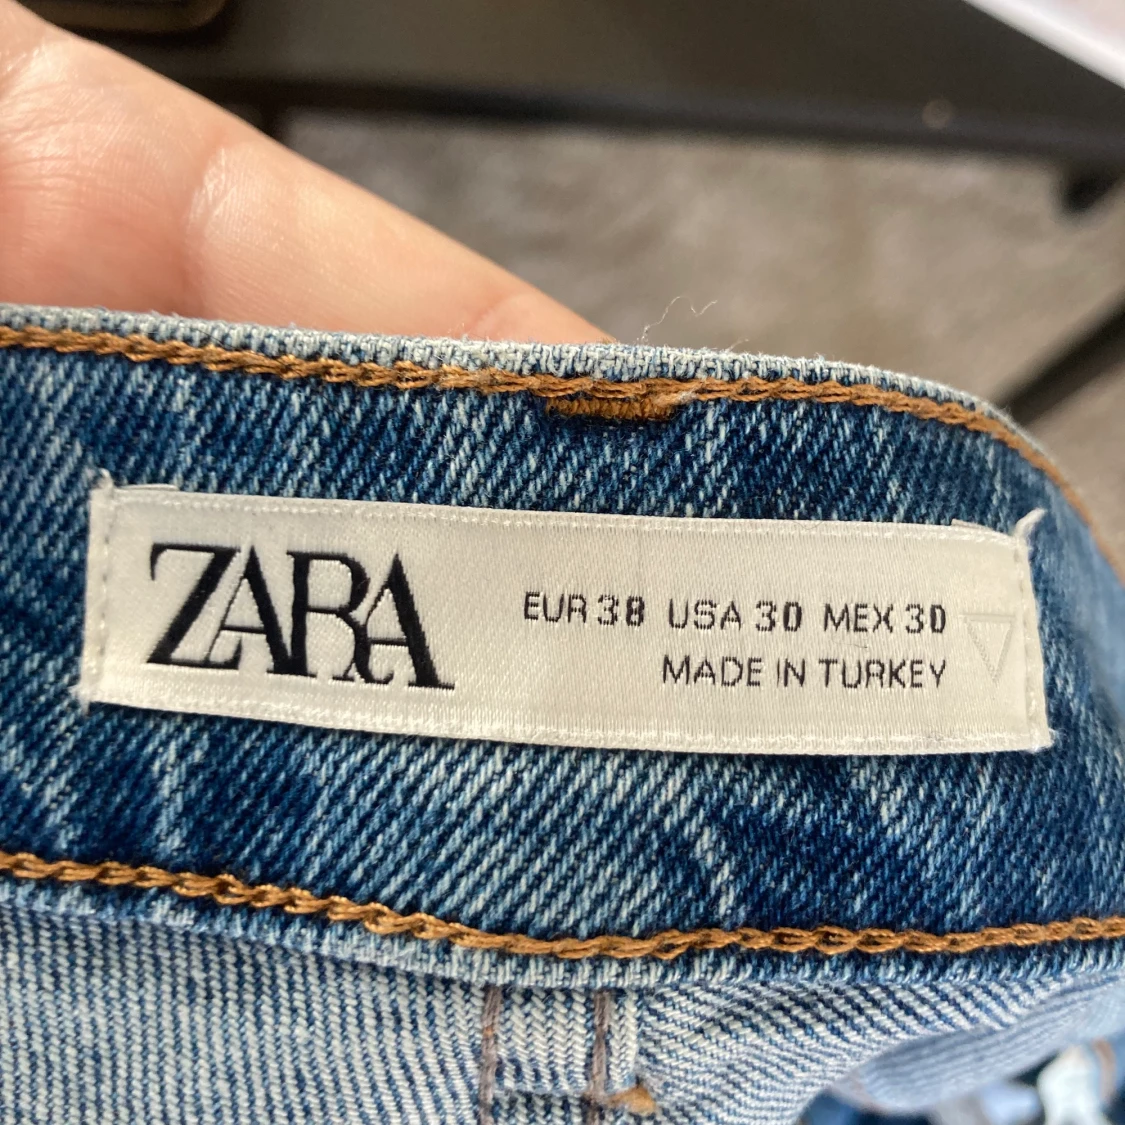 ZARA
EUR 38 USA 30 MEX 30
MADE IN TURKEY